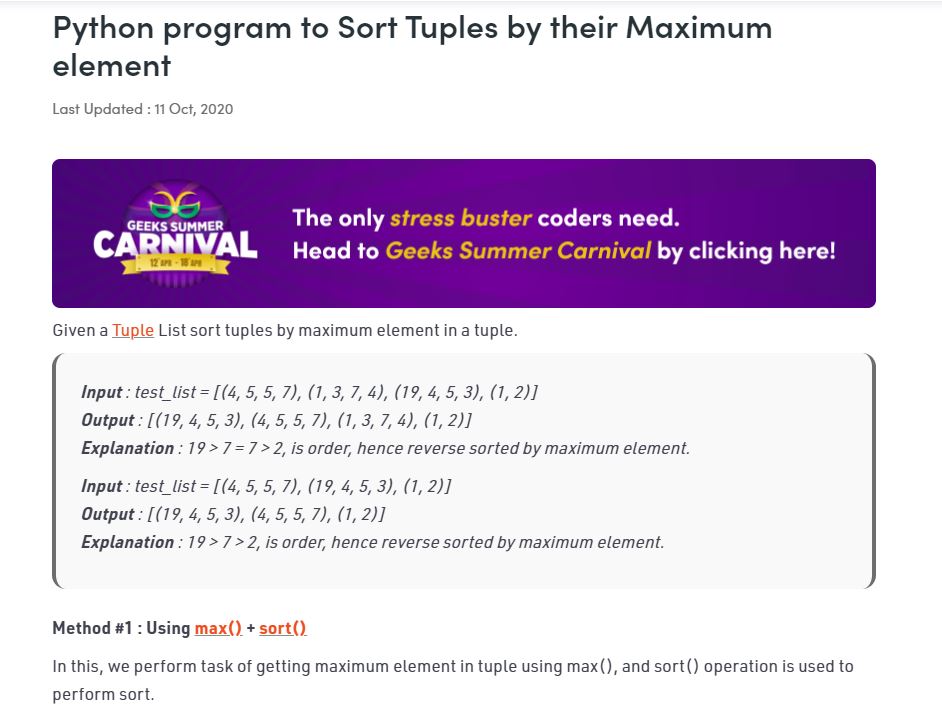 Python program to Sort Tuples by their Maximum
element
Last Updated : 11 Oct, 2020
GEEKS SUMMER
CARNIVAL
12 APR - 18 APR
The only stress buster coders need.
Head to Geeks Summer Carnival by clicking here!
Given a Tuple List sort tuples by maximum element in a tuple.
Input : test_list = [(4, 5, 5, 7), (1, 3, 7, 4), (19, 4, 5, 3), (1, 2)]
Output : [(19, 4, 5, 3), (4, 5, 5, 7), (1, 3, 7, 4), (1, 2)]
Explanation : 19 > 7 = 7 > 2, is order, hence reverse sorted by maximum element.
Input : test_list = [(4, 5, 5, 7), (19, 4, 5, 3), (1, 2)]
Output : [(19, 4, 5, 3), (4, 5, 5, 7), (1, 2)]
Explanation : 19 > 7 > 2, is order, hence reverse sorted by maximum element.
Method #1 : Using max() + sort()
In this, we perform task of getting maximum element in tuple using max(), and sort() operation is used to
perform sort.